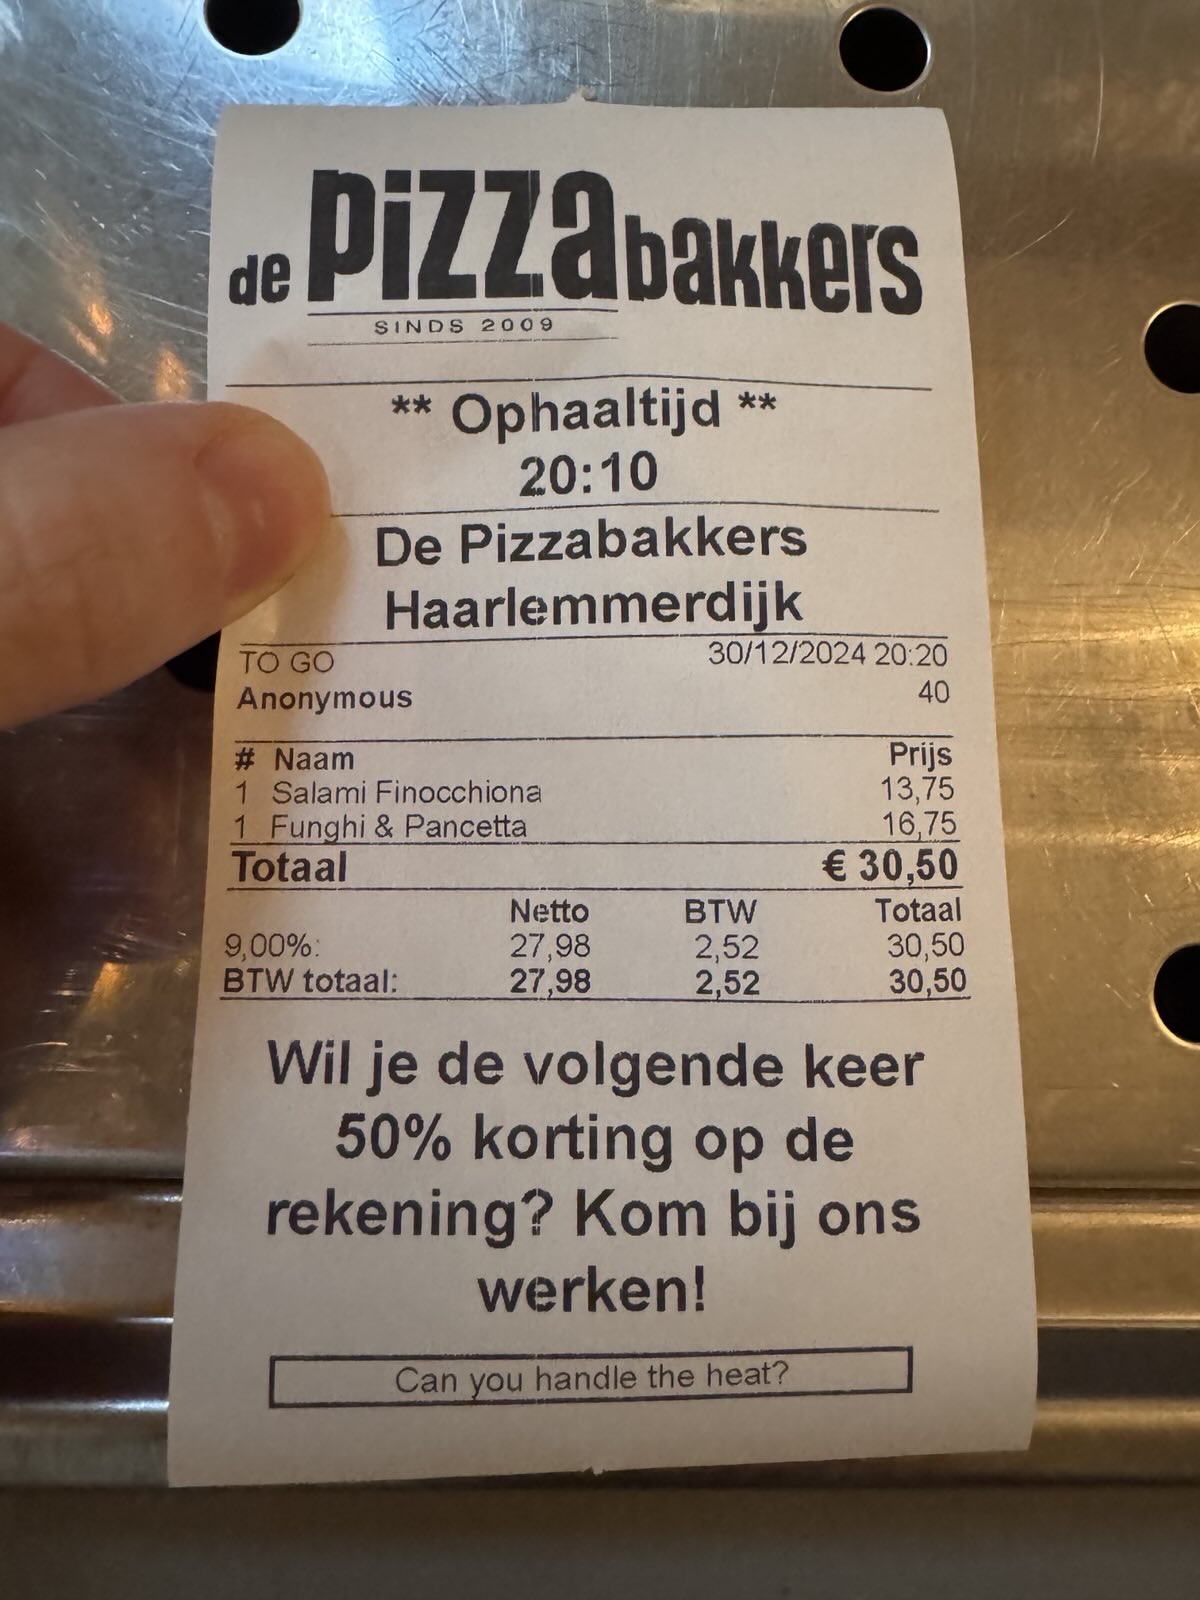 de PiZZabakkers
SINDS 2009
** Ophaaltijd **
20:10
De Pizzabakkers
Haarlemmerdijk
TO GO 30/12/2024 20:20
Anonymous 40
# Naam Prijs
1 Salami Finocchiona 13,75
1 Funghi & Pancetta 16,75
Totaal € 30,50
Netto BTW Totaal
9,00%: 27,98 2,52 30,50
BTW totaal: 27,98 2,52 30,50
Wil je de volgende keer
50% korting op de
rekening? Kom bij ons
werken!
Can you handle the heat?